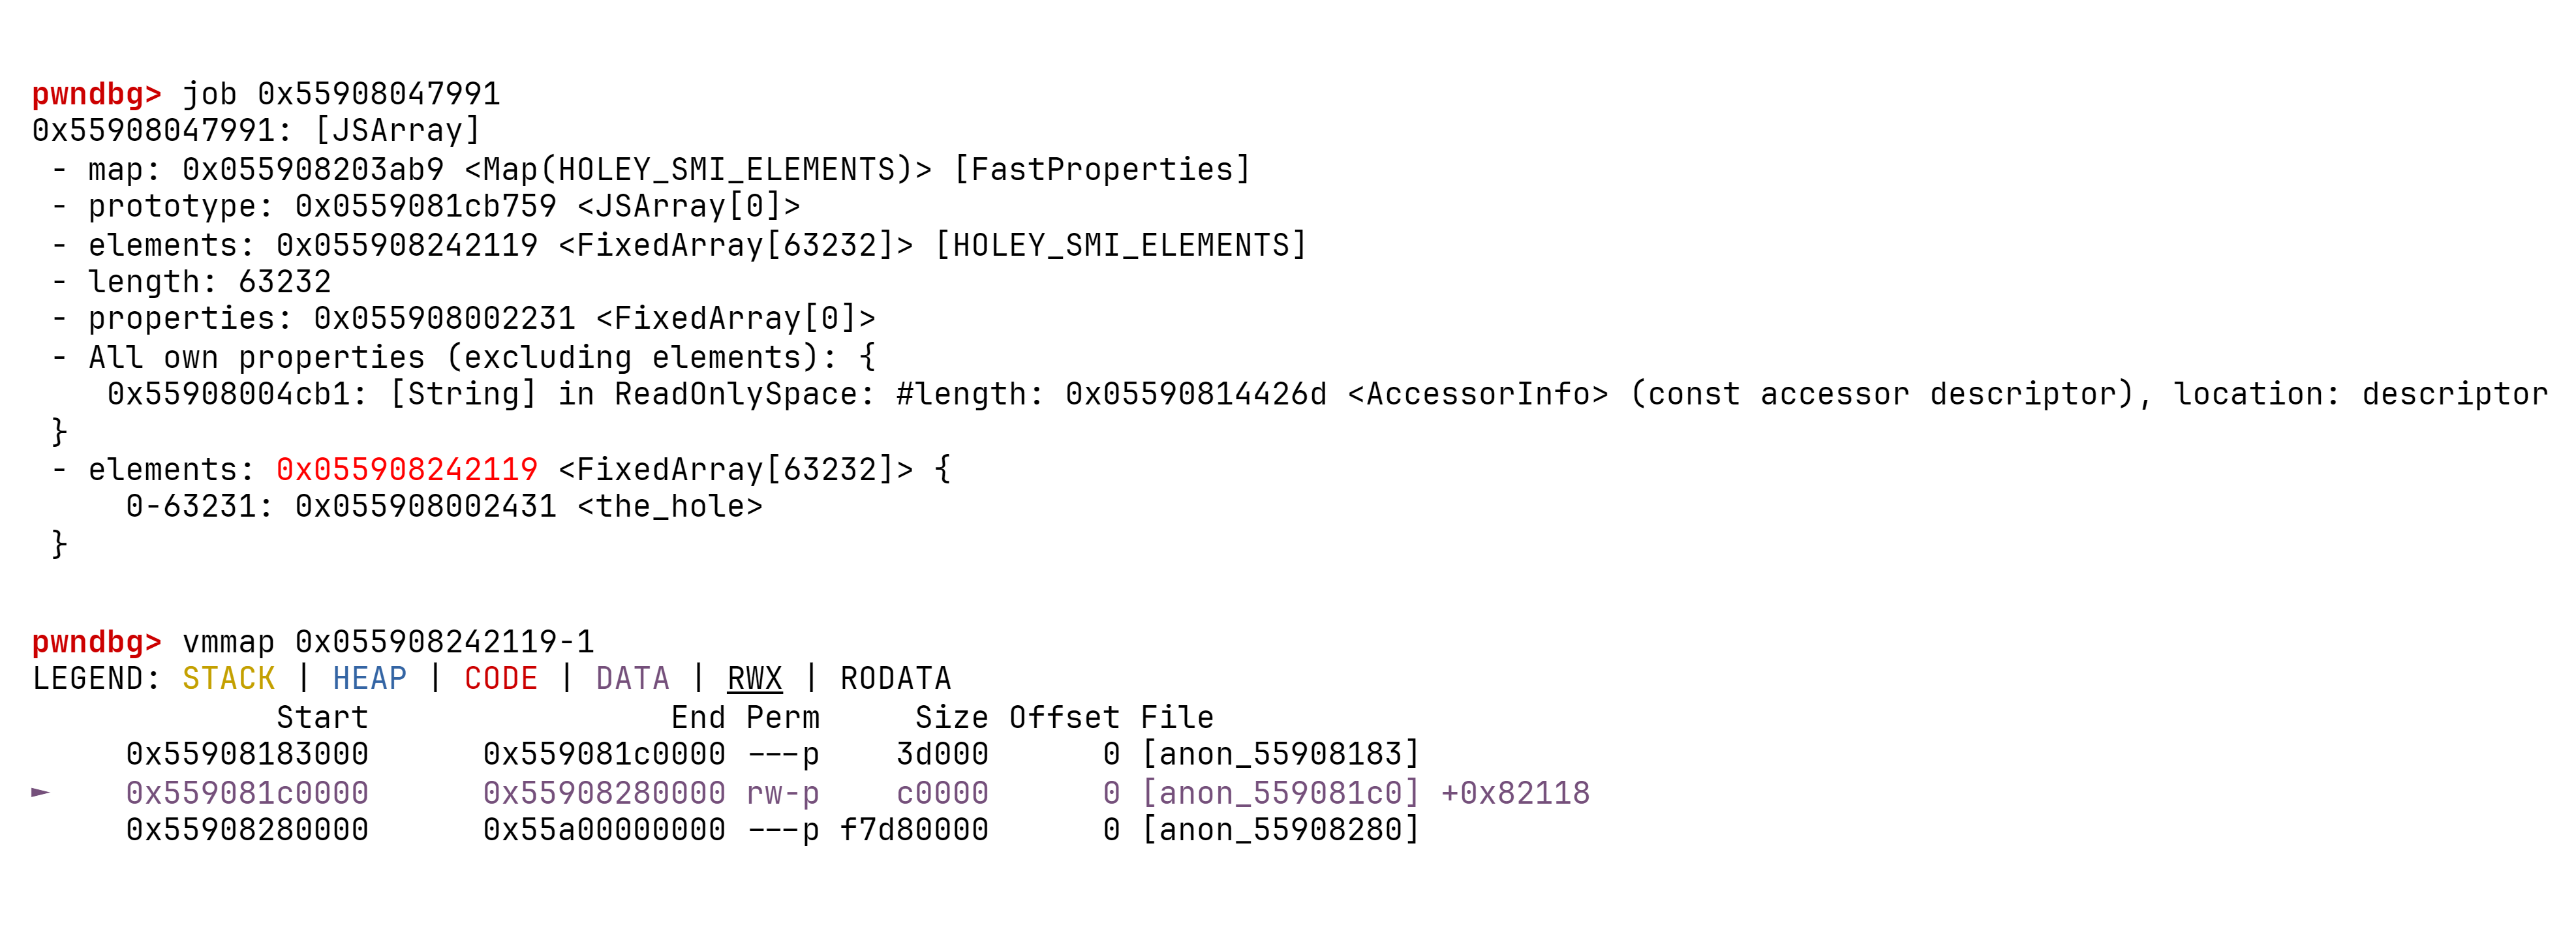 pwndbg> job 0x55908047991
0x55908047991: [JSArray]
 - map: 0x055908203ab9 <Map(HOLEY_SMI_ELEMENTS)> [FastProperties]
 - prototype: 0x0559081cb759 <JSArray[0]>
 - elements: 0x055908242119 <FixedArray[63232]> [HOLEY_SMI_ELEMENTS]
 - length: 63232
 - properties: 0x055908002231 <FixedArray[0]>
 - All own properties (excluding elements): {
    0x55908004cb1: [String] in ReadOnlySpace: #length: 0x05590814426d <AccessorInfo> (const accessor descriptor), location: descriptor
 }
 - elements: 0x055908242119 <FixedArray[63232]> {
     0-63231: 0x055908002431 <the_hole>
 }
pwndbg> vmmap 0x055908242119-1
LEGEND: STACK | HEAP | CODE | DATA | RWX | RODATA
             Start                End Perm     Size Offset File
     0x55908183000      0x559081c0000 ---p    3d000      0 [anon_55908183]
►    0x559081c0000      0x55908280000 rw-p    c0000      0 [anon_559081c0] +0x82118
     0x55908280000      0x55a00000000 ---p f7d80000      0 [anon_55908280]